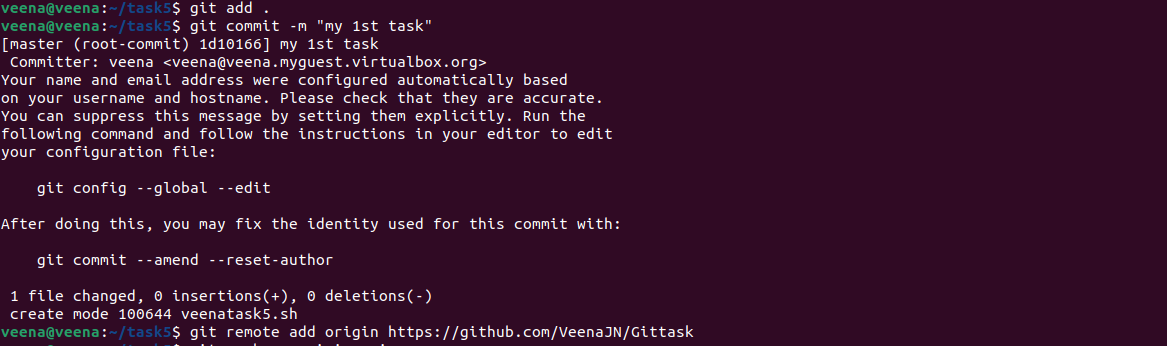 veena@veena:~/task5$ git add .
veena@veena:~/task5$ git commit -m "my 1st task"
[master (root-commit) 1d10166] my 1st task
 Committer: veena <veena@veena.myguest.virtualbox.org>
Your name and email address were configured automatically based
on your username and hostname. Please check that they are accurate.
You can suppress this message by setting them explicitly. Run the
following command and follow the instructions in your editor to edit
your configuration file:

    git config --global --edit

After doing this, you may fix the identity used for this commit with:

    git commit --amend --reset-author

 1 file changed, 0 insertions(+), 0 deletions(-)
 create mode 100644 veenatask5.sh
veena@veena:~/task5$ git remote add origin https://github.com/VeenaJN/Gittask